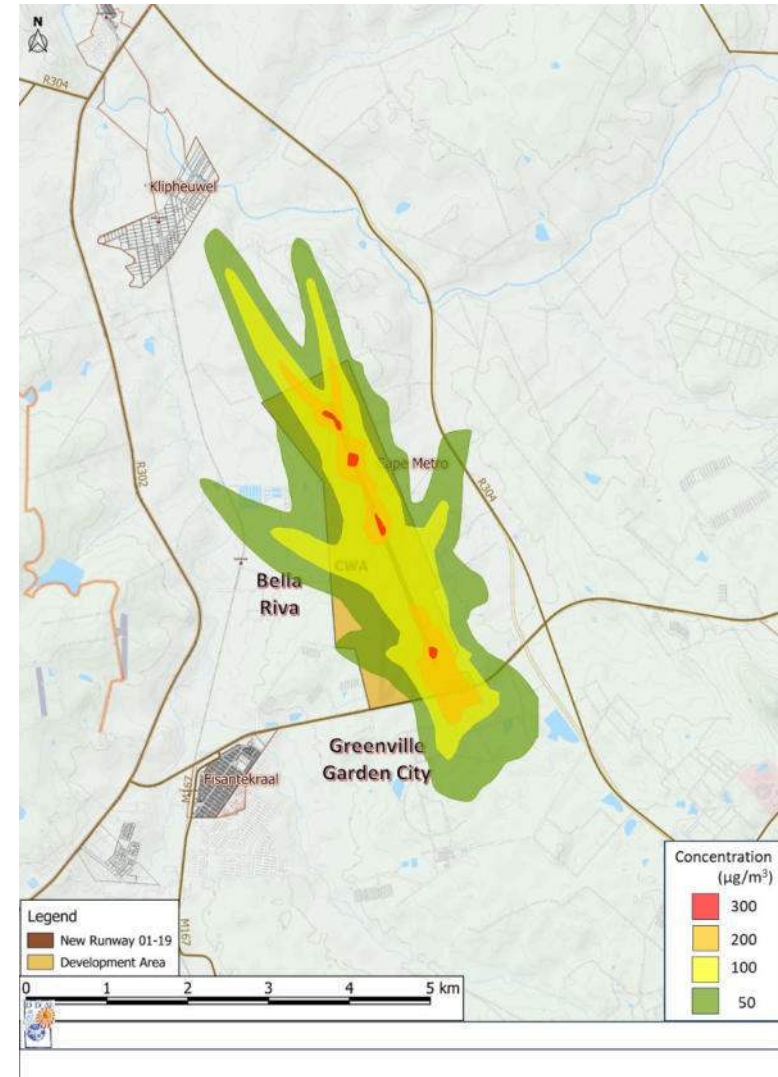 N
R304
Klipheuwel
R302
Cape Metro
R304
CWA
Bella
Riva
Greenville
Garden City
Fisantekraal
M167
M167
Concentration
(µg/m³)
300
200
100
50
Legend
New Runway 01-19
Development Area
0 1 2 3 4 5 km